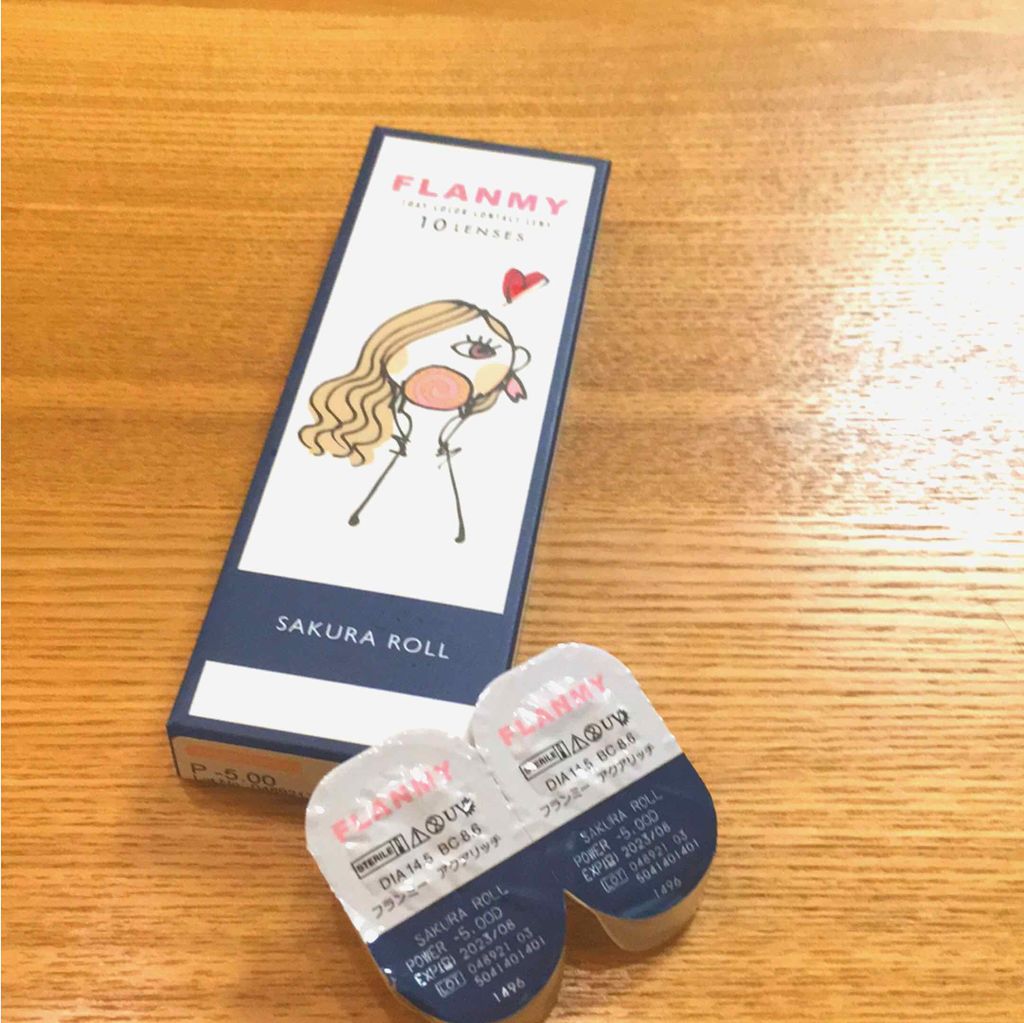 FLANMY
1DAY COLOR CONTACT LENS
10 LENSES
SAKURA ROLL
P -5.00
FLANMY
STERILE UV
DIA 14.5 BC 8.6
フランミー アクアリッチ
SAKURA ROLL
POWER -5.00D
EXP 2023/08
LOT 048921 03
5041401401
1496
FLANMY
STERILE UV
DIA 14.5 BC 8.6
フランミー アクアリッチ
SAKURA ROLL
POWER -5.00D
EXP 2023/08
LOT 048921 03
5041401401
1496